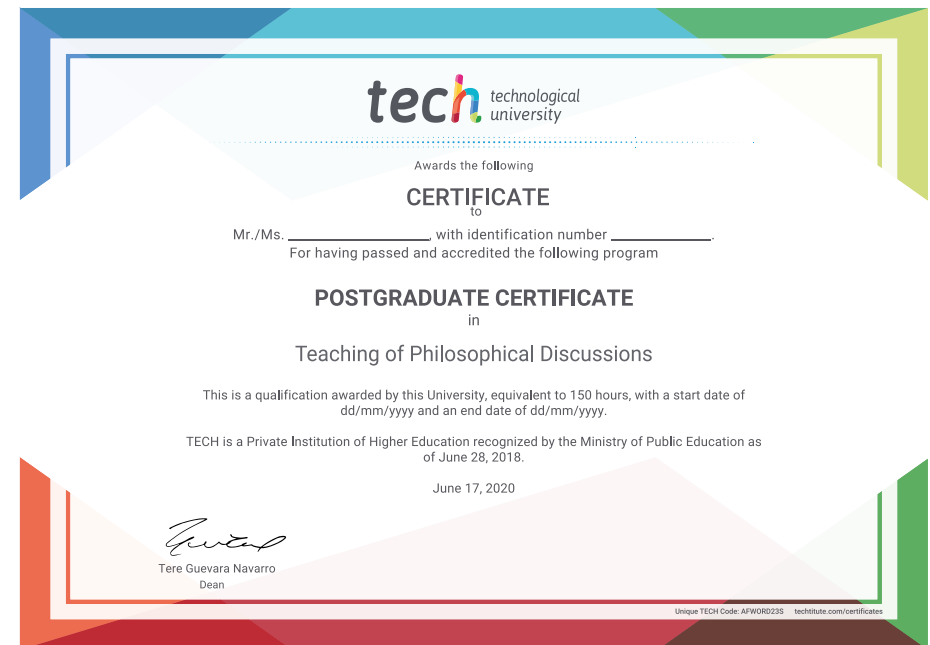 tech technological
university
Awards the following
CERTIFICATE
to
Mr./Ms. ____________, with identification number ____________.
For having passed and accredited the following program
POSTGRADUATE CERTIFICATE
in
Teaching of Philosophical Discussions
This is a qualification awarded by this University, equivalent to 150 hours, with a start date of
dd/mm/yyyy and an end date of dd/mm/yyyy.
TECH is a Private Institution of Higher Education recognized by the Ministry of Public Education as
of June 28, 2018.
June 17, 2020
Tere Guevara Navarro
Dean
Unique TECH Code: AFWORD23S techtitute.com/certificates